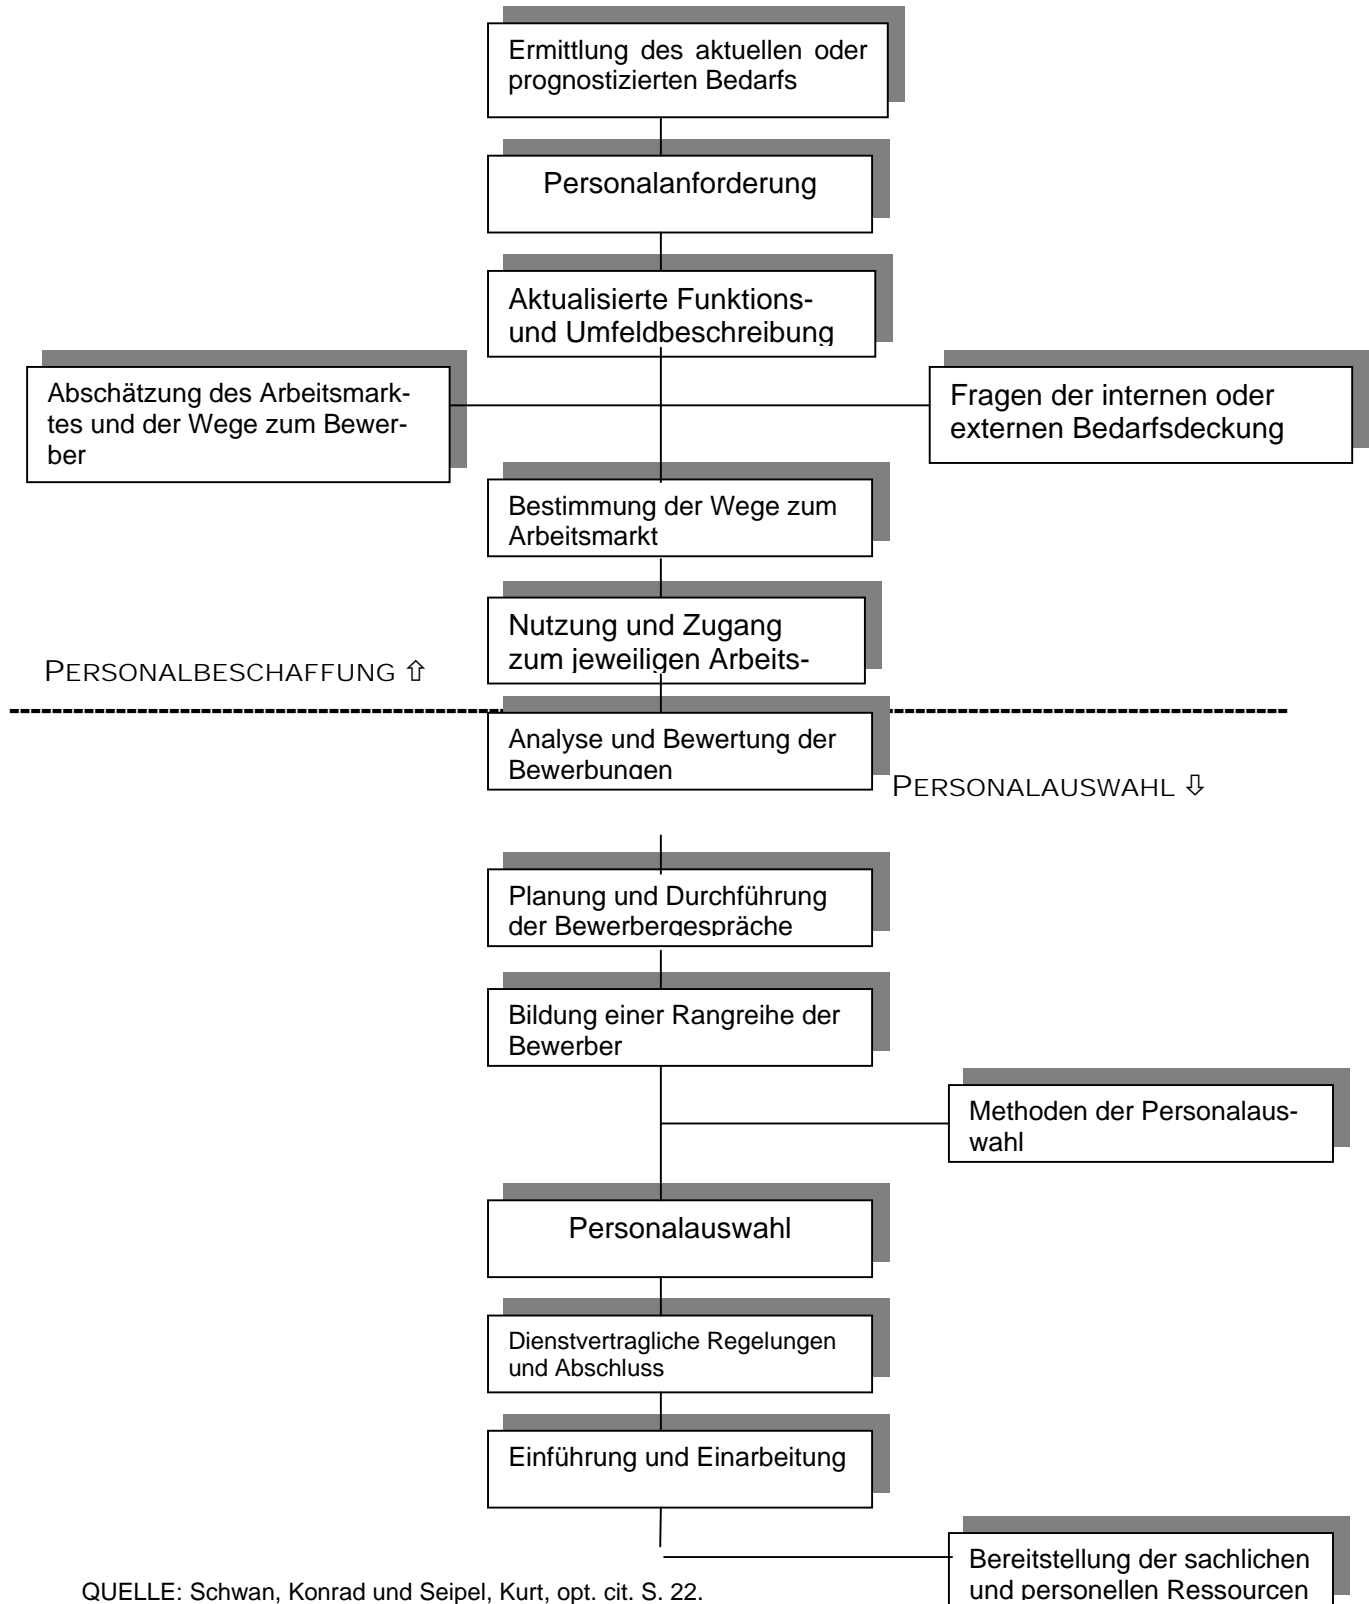 Ermittlung des aktuellen oder
prognostizierten Bedarfs
Personalanforderung
Aktualisierte Funktions-
und Umfeldbeschreibung
Abschätzung des Arbeitsmark-
tes und der Wege zum Bewer-
ber
Fragen der internen oder
externen Bedarfsdeckung
Bestimmung der Wege zum
Arbeitsmarkt
Nutzung und Zugang
zum jeweiligen Arbeits-
PERSONALBESCHAFFUNG ⇧
Analyse und Bewertung der
Bewerbungen
PERSONALAUSWAHL ⇩
Planung und Durchführung
der Bewerbergespräche
Bildung einer Rangreihe der
Bewerber
Methoden der Personalaus-
wahl
Personalauswahl
Dienstvertragliche Regelungen
und Abschluss
Einführung und Einarbeitung
Bereitstellung der sachlichen
und personellen Ressourcen
QUELLE: Schwan, Konrad und Seipel, Kurt, opt. cit. S. 22.